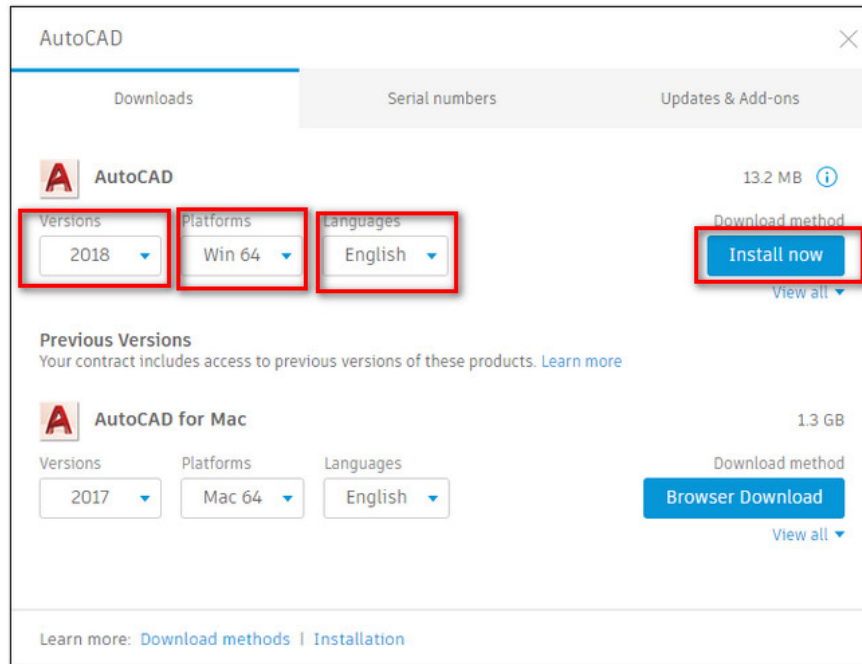 AutoCAD
Downloads Serial numbers Updates & Add-ons
AutoCAD 13.2 MB
Versions Platforms Languages Download method
2018 Win 64 English Install now
View all
Previous Versions
Your contract includes access to previous versions of these products. Learn more
AutoCAD for Mac 1.3 GB
Versions Platforms Languages Download method
2017 Mac 64 English Browser Download
View all
Learn more: Download methods | Installation